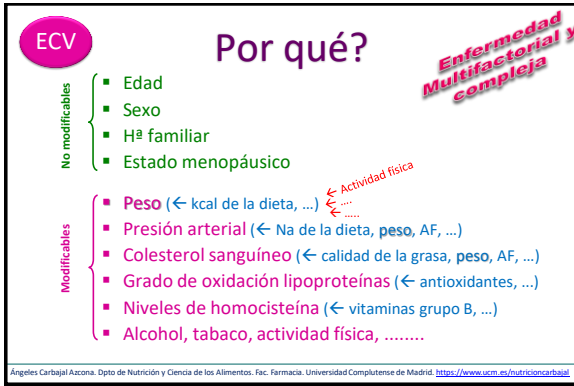 ECV
Por qué?
Enfermedad
Multifactorial y
compleja
No modificables
▪ Edad
▪ Sexo
▪ Hª familiar
▪ Estado menopáusico
Modificables
▪ Peso (← kcal de la dieta, ...)
← Actividad física
← ....
← .....
▪ Presión arterial (← Na de la dieta, peso, AF, ...)
▪ Colesterol sanguíneo (← calidad de la grasa, peso, AF, ...)
▪ Grado de oxidación lipoproteínas (← antioxidantes, ...)
▪ Niveles de homocisteína (← vitaminas grupo B, ...)
▪ Alcohol, tabaco, actividad física, ........
Ángeles Carbajal Azcona. Dpto de Nutrición y Ciencia de los Alimentos. Fac. Farmacia. Universidad Complutense de Madrid. https://www.ucm.es/nutricioncarbajal